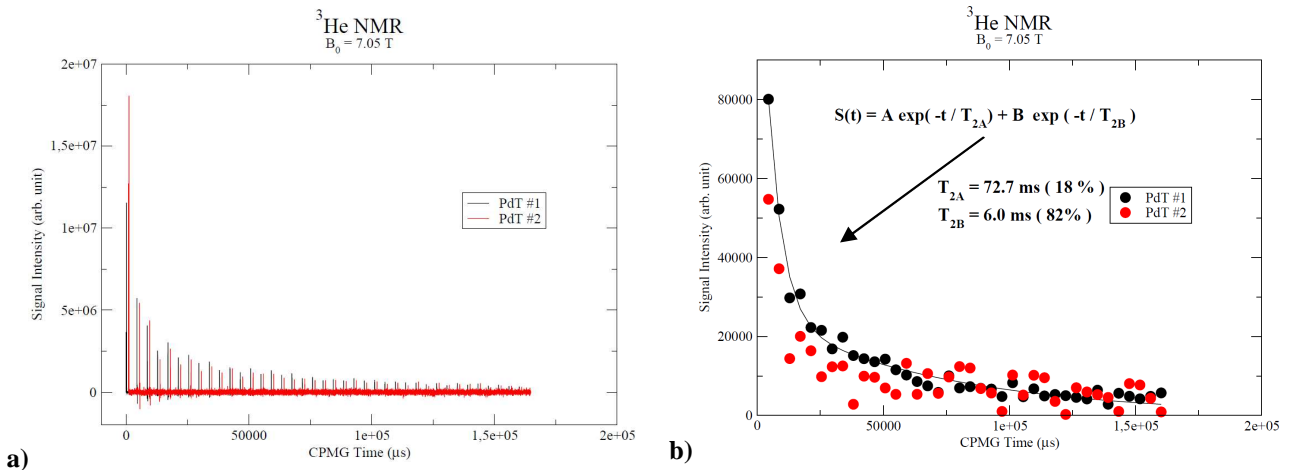 ³He NMR
B₀ = 7.05 T
2e+07
1,5e+07
1e+07
5e+06
0
Signal Intensity (arb. unit)
PdT #1
PdT #2
0
50000
1e+05
1,5e+05
2e+05
CPMG Time (µs)
a)
³He NMR
B₀ = 7.05 T
80000
60000
40000
20000
0
Signal Intensity (arb. unit)
S(t) = A exp( -t / T₂A) + B exp ( -t / T₂B )
T₂A = 72.7 ms ( 18 % )
T₂B = 6.0 ms ( 82% )
PdT #1
PdT #2
0
50000
1e+05
1,5e+05
2e+05
CPMG Time (µs)
b)